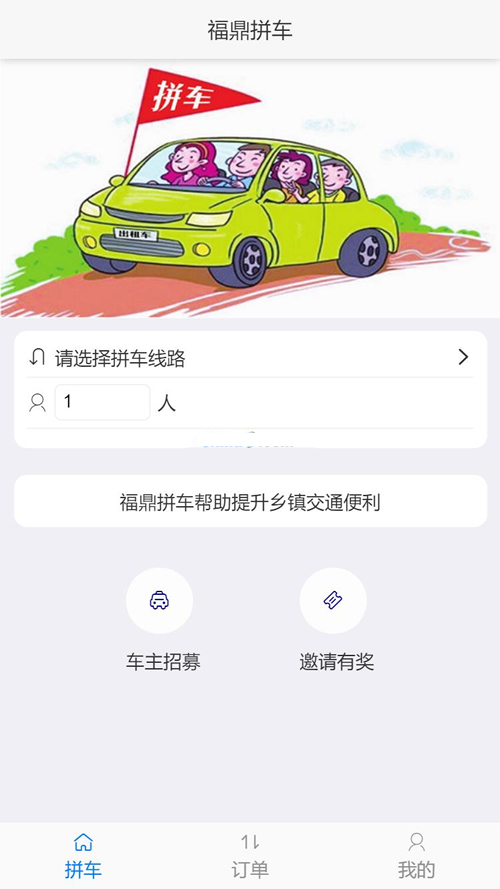 福鼎拼车
拼车
出租车
请选择拼车线路
1 人
福鼎拼车帮助提升乡镇交通便利
车主招募
邀请有奖
拼车
订单
我的